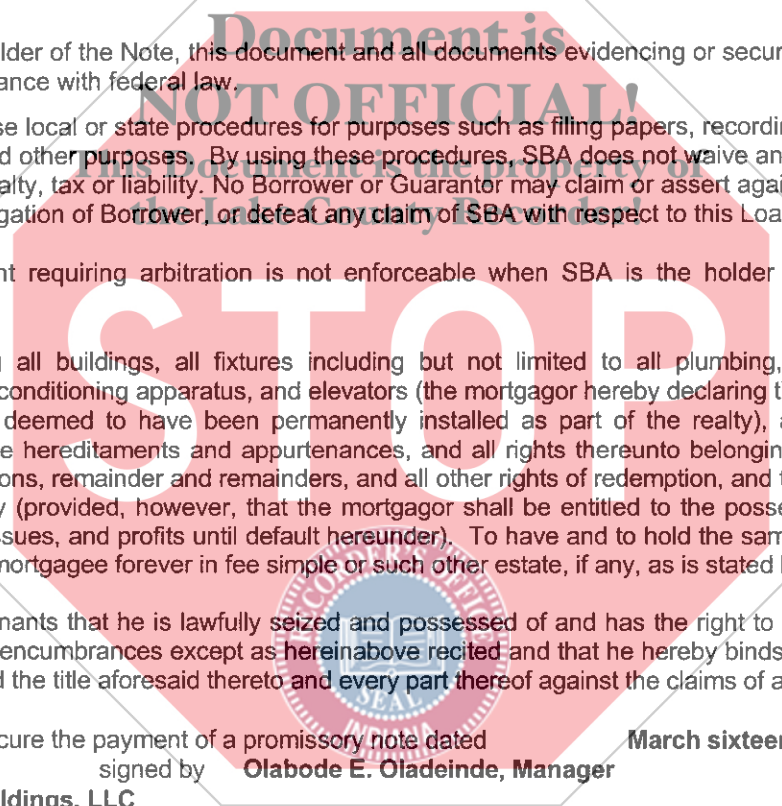 Document is
lder of the Note, this document and all documents evidencing or secur
ance with federal law.
NOT OFFICIAL!
se local or state procedures for purposes such as filing papers, recordin
d other purposes. By using these procedures, SBA does not waive an
This Document is the property of
alty, tax or liability. No Borrower or Guarantor may claim or assert agai
the Lake County Recorder!
gation of Borrower, or defeat any claim of SBA with respect to this Loa
nt requiring arbitration is not enforceable when SBA is the holder
STOP
g all buildings, all fixtures including but not limited to all plumbing,
conditioning apparatus, and elevators (the mortgagor hereby declaring t
deemed to have been permanently installed as part of the realty), a
e hereditaments and appurtenances, and all rights thereunto belongin
ons, remainder and remainders, and all other rights of redemption, and t
y (provided, however, that the mortgagor shall be entitled to the posse
ssues, and profits until default hereunder). To have and to hold the sam
mortgagee forever in fee simple or such other estate, if any, as is stated
RECORDER'S OFFICE
SEAL
INDIANA
nants that he is lawfully seized and possessed of and has the right to
encumbrances except as hereinabove recited and that he hereby binds
d the title aforesaid thereto and every part thereof against the claims of a
cure the payment of a promissory note dated March sixteen
signed by Olabode E. Oladeinde, Manager
ldings, LLC